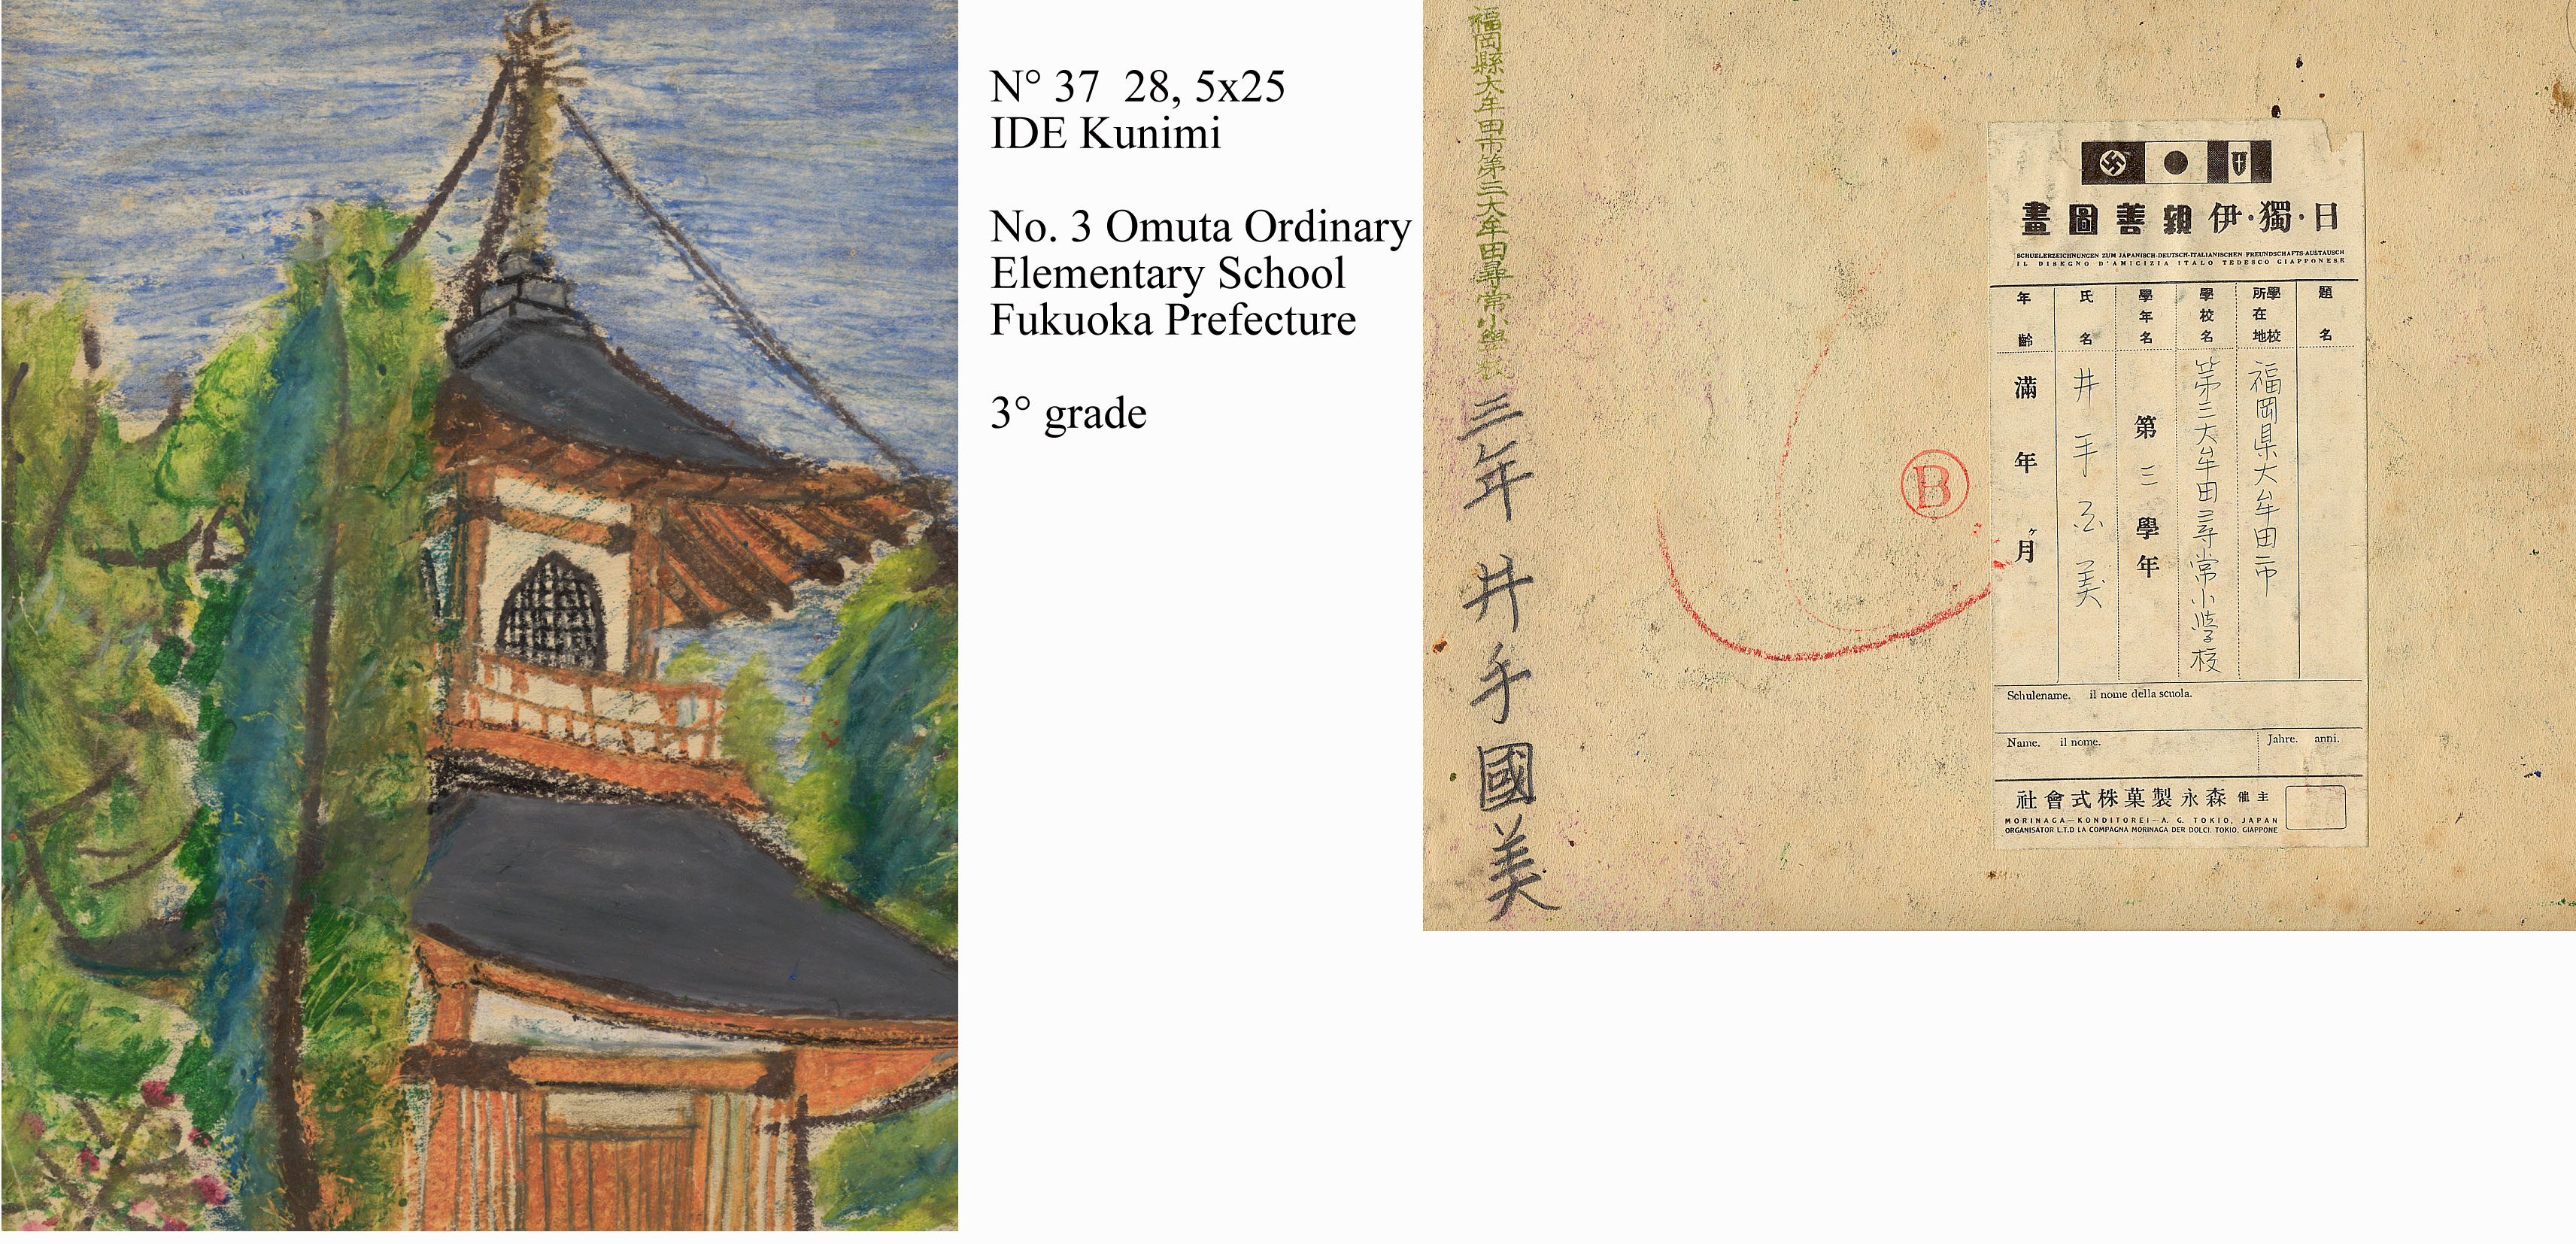 N° 37 28, 5x25
IDE Kunimi
No. 3 Omuta Ordinary
Elementary School
Fukuoka Prefecture
3° grade
福岡縣大牟田市第三大牟田尋常小學校
三年 井手國美
B
日・獨・伊親善圖畫
SCHUELERZEICHNUNGEN ZUM JAPANISCH-DEUTSCH-ITALIANISCHEN FREUNDSCHAFTS-AUSTAUSCH
IL DISEGNO D'AMICIZIA ITALO TEDESCO GIAPPONESE
題名
學校所在地 福岡県大牟田市
學校名 第三大牟田尋常小學校
學年名 第三學年
氏名 井手 美
年齡 滿 年 ヶ月
Schulename. il nome della scuola.
Name. il nome.
Jahre. anni.
主催 森永製菓株式會社
MORINAGA—KONDITOREI—A. G. TOKIO, JAPAN
ORGANISATOR L.T.D LA COMPAGNA MORINAGA DER DOLCI. TOKIO, GIAPPONE